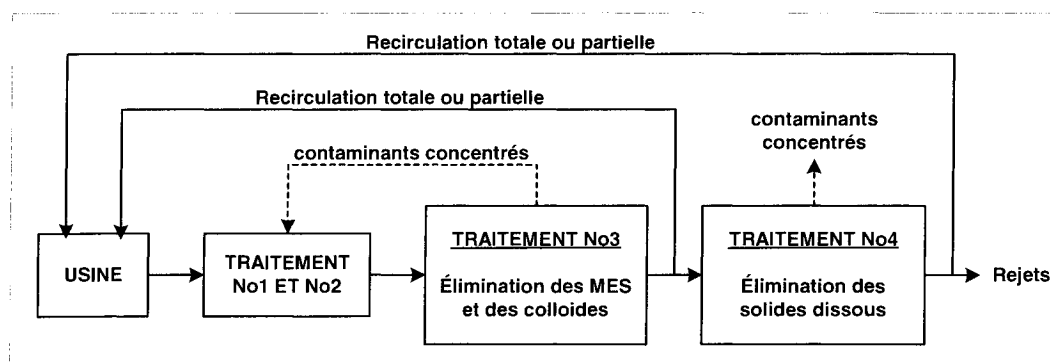 Recirculation totale ou partielle
Recirculation totale ou partielle
contaminants concentrés
contaminants
concentrés
USINE
TRAITEMENT
No1 ET No2
TRAITEMENT No3
Élimination des MES
et des colloides
TRAITEMENT No4
Élimination des
solides dissous
Rejets